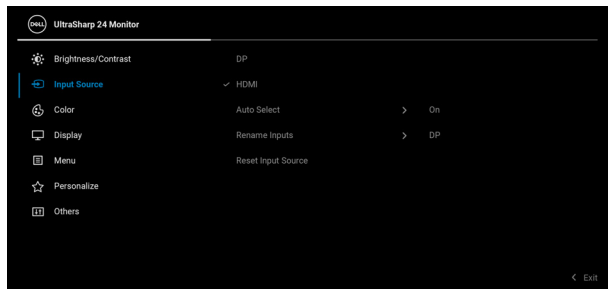 DELL UltraSharp 24 Monitor
Brightness/Contrast DP
Input Source HDMI
Color Auto Select On
Display Rename Inputs DP
Menu Reset Input Source
Personalize
Others
Exit